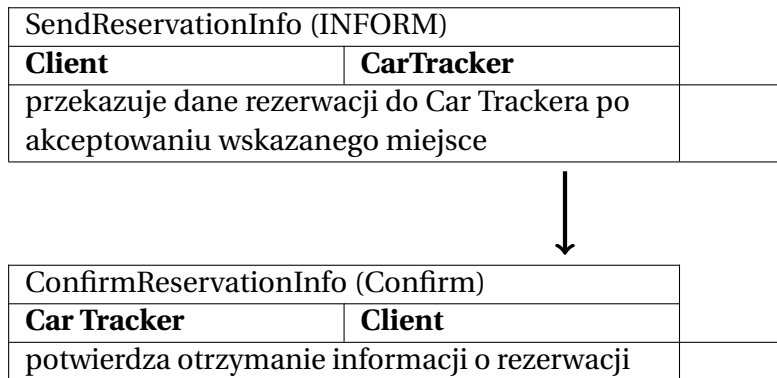 SendReservationInfo (INFORM)
Client CarTracker
przekazuje dane rezerwacji do Car Trackera po
akceptowaniu wskazanego miejsce
ConfirmReservationInfo (Confirm)
Car Tracker Client
potwierdza otrzymanie informacji o rezerwacji